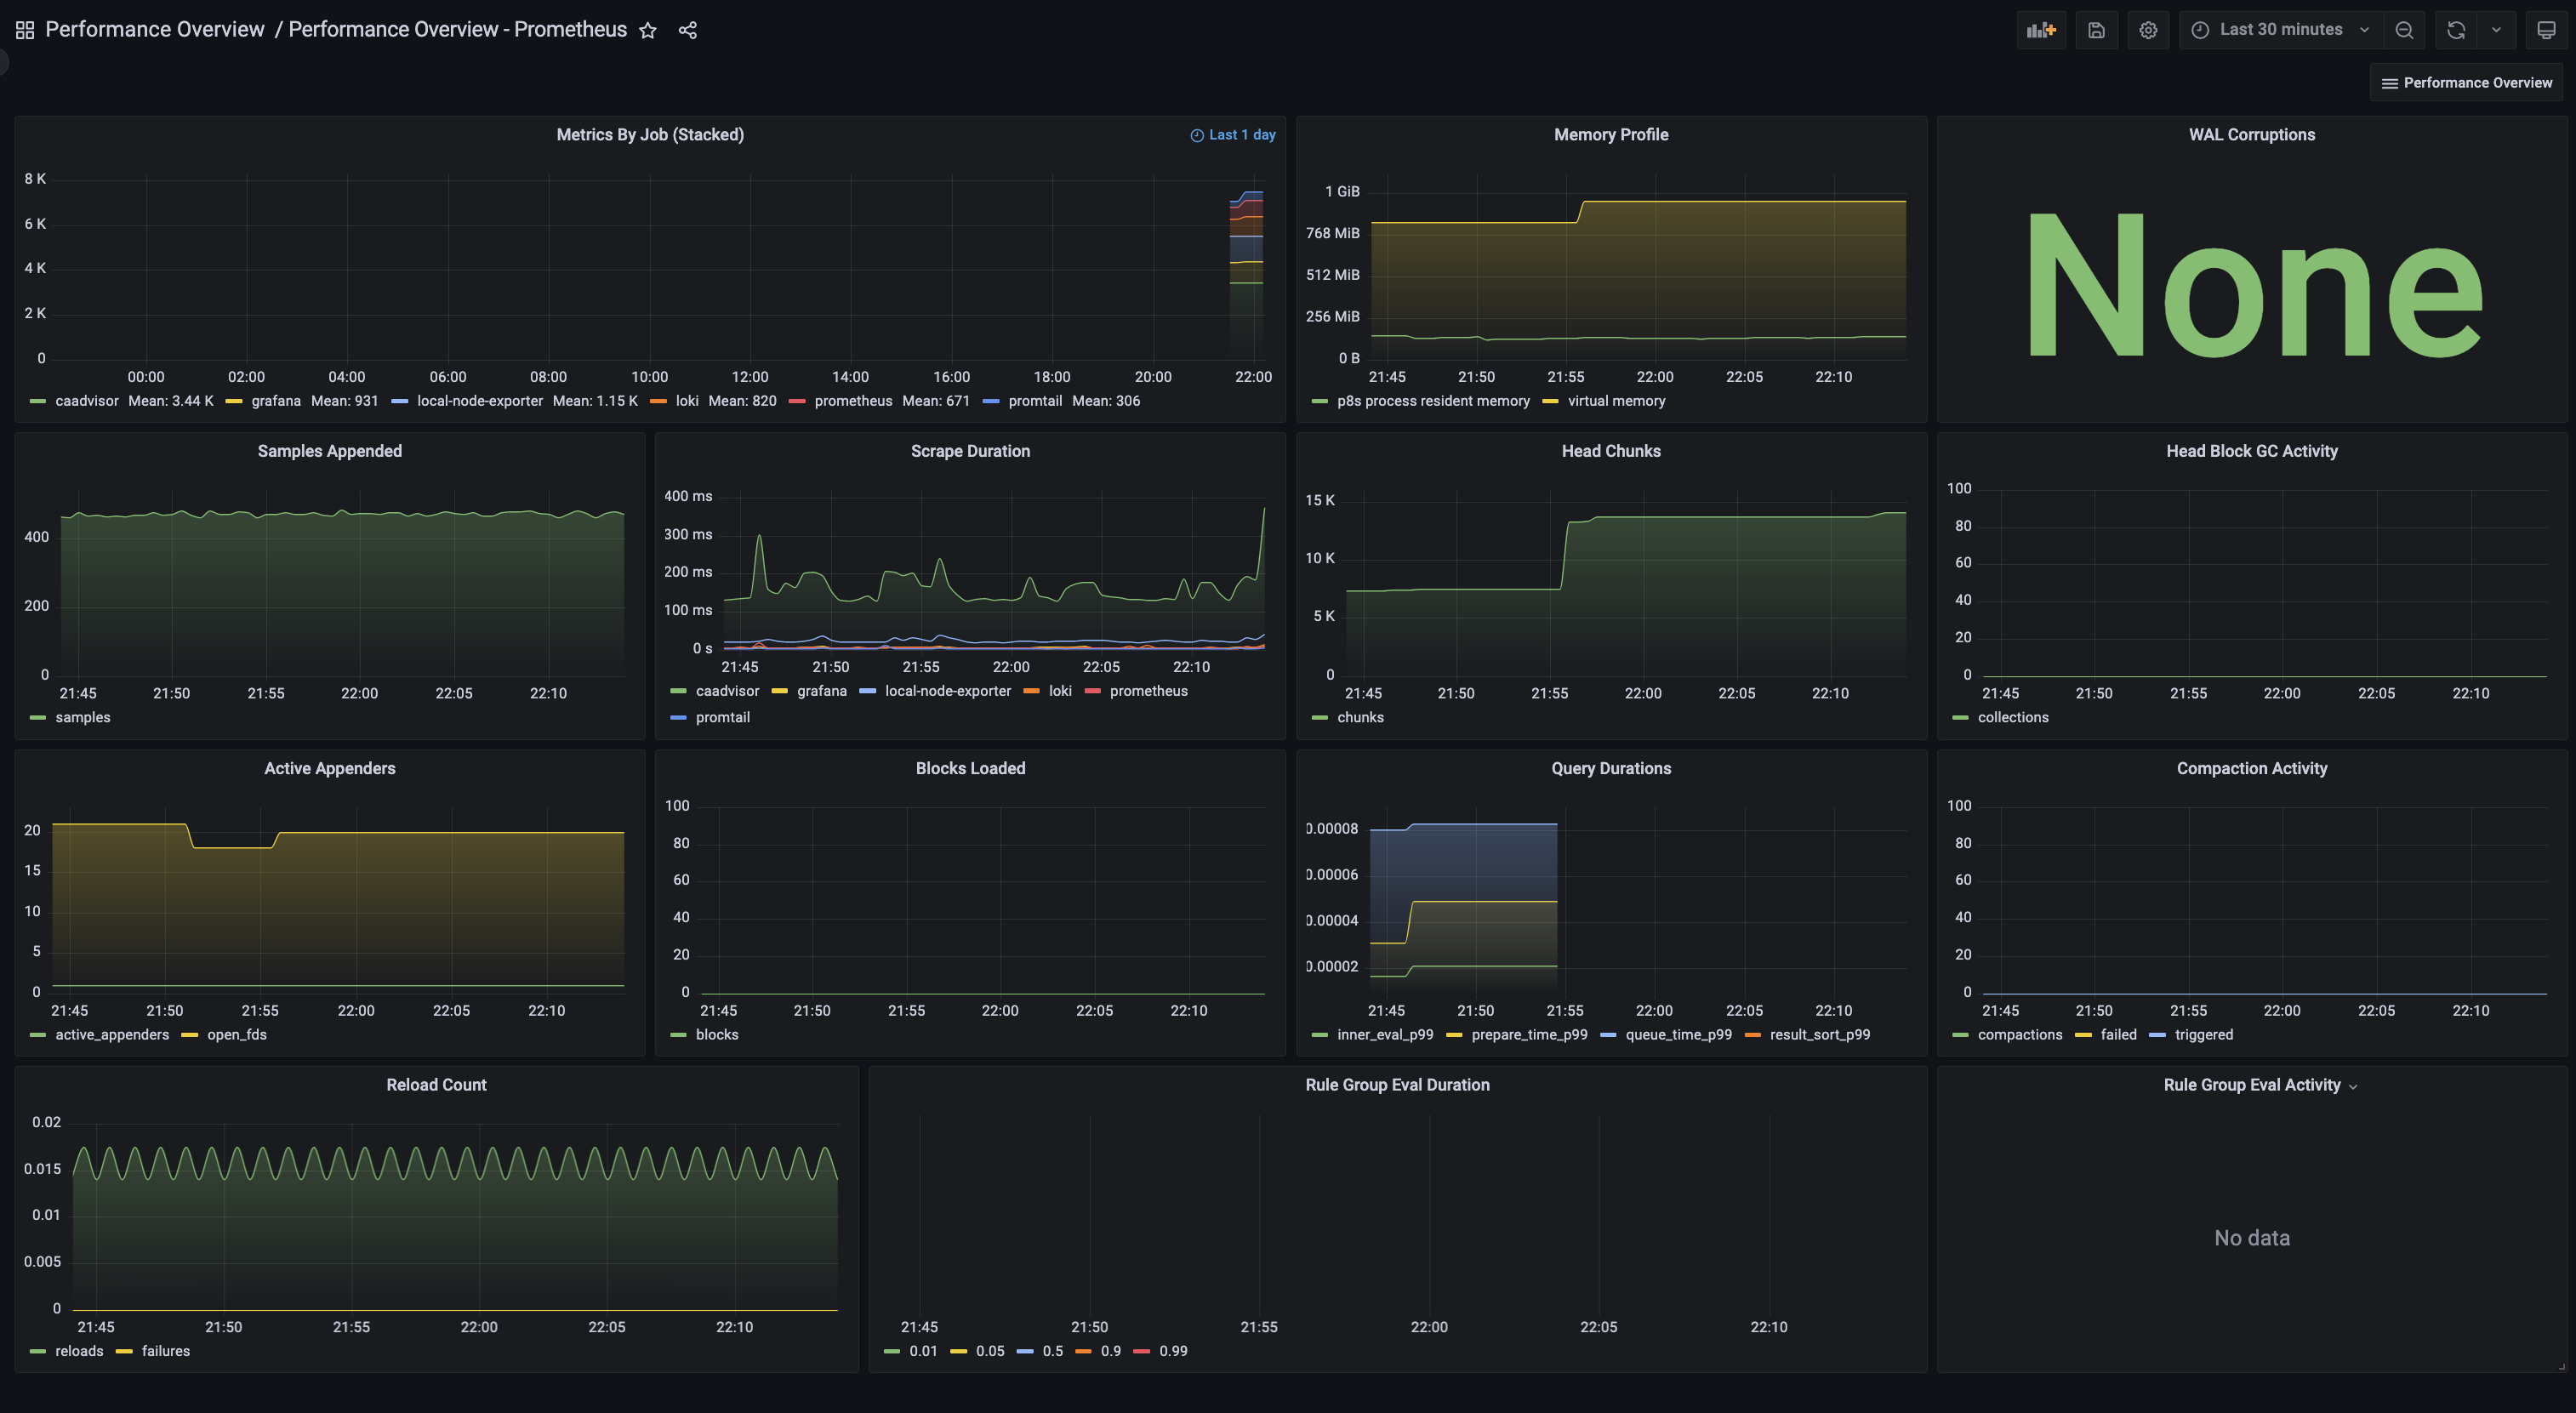 Performance Overview / Performance Overview - Prometheus
Last 30 minutes
Performance Overview
Metrics By Job (Stacked)
Last 1 day
8 K
6 K
4 K
2 K
0
00:00 02:00 04:00 06:00 08:00 10:00 12:00 14:00 16:00 18:00 20:00 22:00
caadvisor Mean: 3.44 K grafana Mean: 931 local-node-exporter Mean: 1.15 K loki Mean: 820 prometheus Mean: 671 promtail Mean: 306
Memory Profile
1 GiB
768 MiB
512 MiB
256 MiB
0 B
21:45 21:50 21:55 22:00 22:05 22:10
p8s process resident memory virtual memory
WAL Corruptions
None
Samples Appended
400
200
0
21:45 21:50 21:55 22:00 22:05 22:10
samples
Scrape Duration
400 ms
300 ms
200 ms
100 ms
0 s
21:45 21:50 21:55 22:00 22:05 22:10
caadvisor grafana local-node-exporter loki prometheus
promtail
Head Chunks
15 K
10 K
5 K
0
21:45 21:50 21:55 22:00 22:05 22:10
chunks
Head Block GC Activity
100
80
60
40
20
0
21:45 21:50 21:55 22:00 22:05 22:10
collections
Active Appenders
20
15
10
5
0
21:45 21:50 21:55 22:00 22:05 22:10
active_appenders open_fds
Blocks Loaded
100
80
60
40
20
0
21:45 21:50 21:55 22:00 22:05 22:10
blocks
Query Durations
0.00008
0.00006
0.00004
0.00002
21:45 21:50 21:55 22:00 22:05 22:10
inner_eval_p99 prepare_time_p99 queue_time_p99 result_sort_p99
Compaction Activity
100
80
60
40
20
0
21:45 21:50 21:55 22:00 22:05 22:10
compactions failed triggered
Reload Count
0.02
0.015
0.01
0.005
0
21:45 21:50 21:55 22:00 22:05 22:10
reloads failures
Rule Group Eval Duration
21:45 21:50 21:55 22:00 22:05 22:10
0.01 0.05 0.5 0.9 0.99
Rule Group Eval Activity
No data